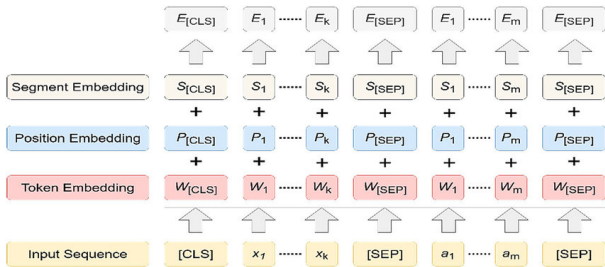 E[CLS] E1 ...... Ek E[SEP] E1 ...... Em E[SEP]
Segment Embedding S[CLS] S1 ...... Sk S[SEP] S1 ...... Sm S[SEP]
+ + + + + + +
Position Embedding P[CLS] P1 ...... Pk P[SEP] P1 ...... Pm P[SEP]
+ + + + + + +
Token Embedding W[CLS] W1 ...... Wk W[SEP] W1 ...... Wm W[SEP]
Input Sequence [CLS] x1 ...... xk [SEP] a1 ...... am [SEP]